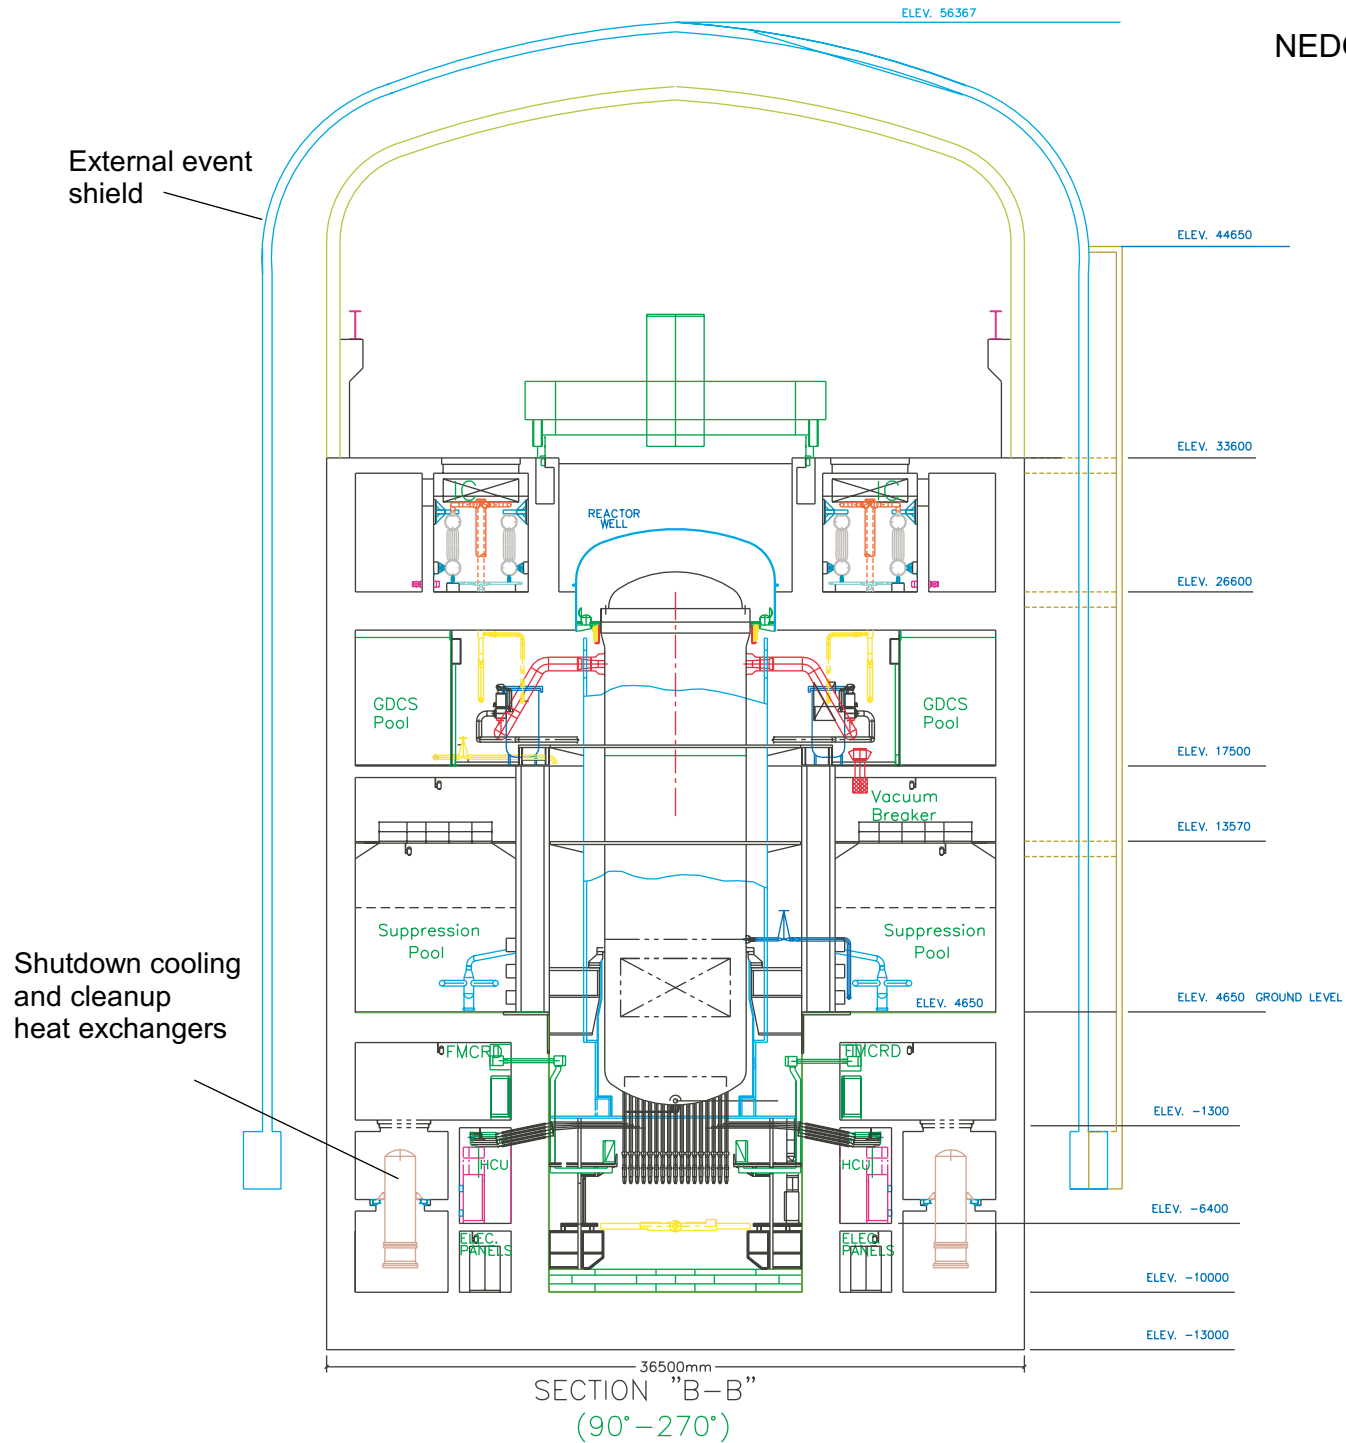 ELEV. 56367
External event
shield
ELEV. 44650
ELEV. 33600
IC
IC
REACTOR
WELL
ELEV. 26600
GDCS
Pool
GDCS
Pool
ELEV. 17500
Vacuum
Breaker
ELEV. 13570
Suppression
Pool
Suppression
Pool
Shutdown cooling
and cleanup
heat exchangers
ELEV. 4650
ELEV. 4650 GROUND LEVEL
FMCRD
FMCRD
ELEV. -1300
HCU
HCU
ELEV. -6400
ELEC.
PANELS
ELEC.
PANELS
ELEV. -10000
ELEV. -13000
36500mm
SECTION "B-B"
(90°-270°)